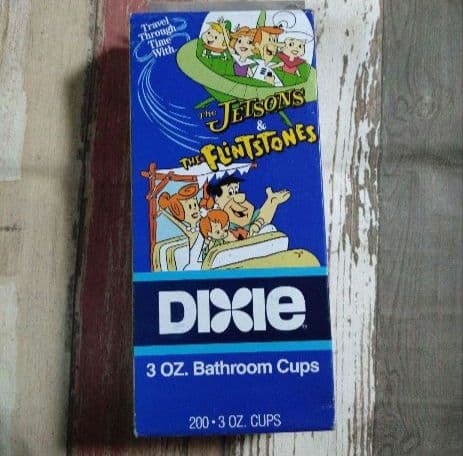 Travel
Through
Time
With
The JETSONS
&
THE FLINTSTONES
DIXIE
3 OZ. Bathroom Cups
200 • 3 OZ. CUPS